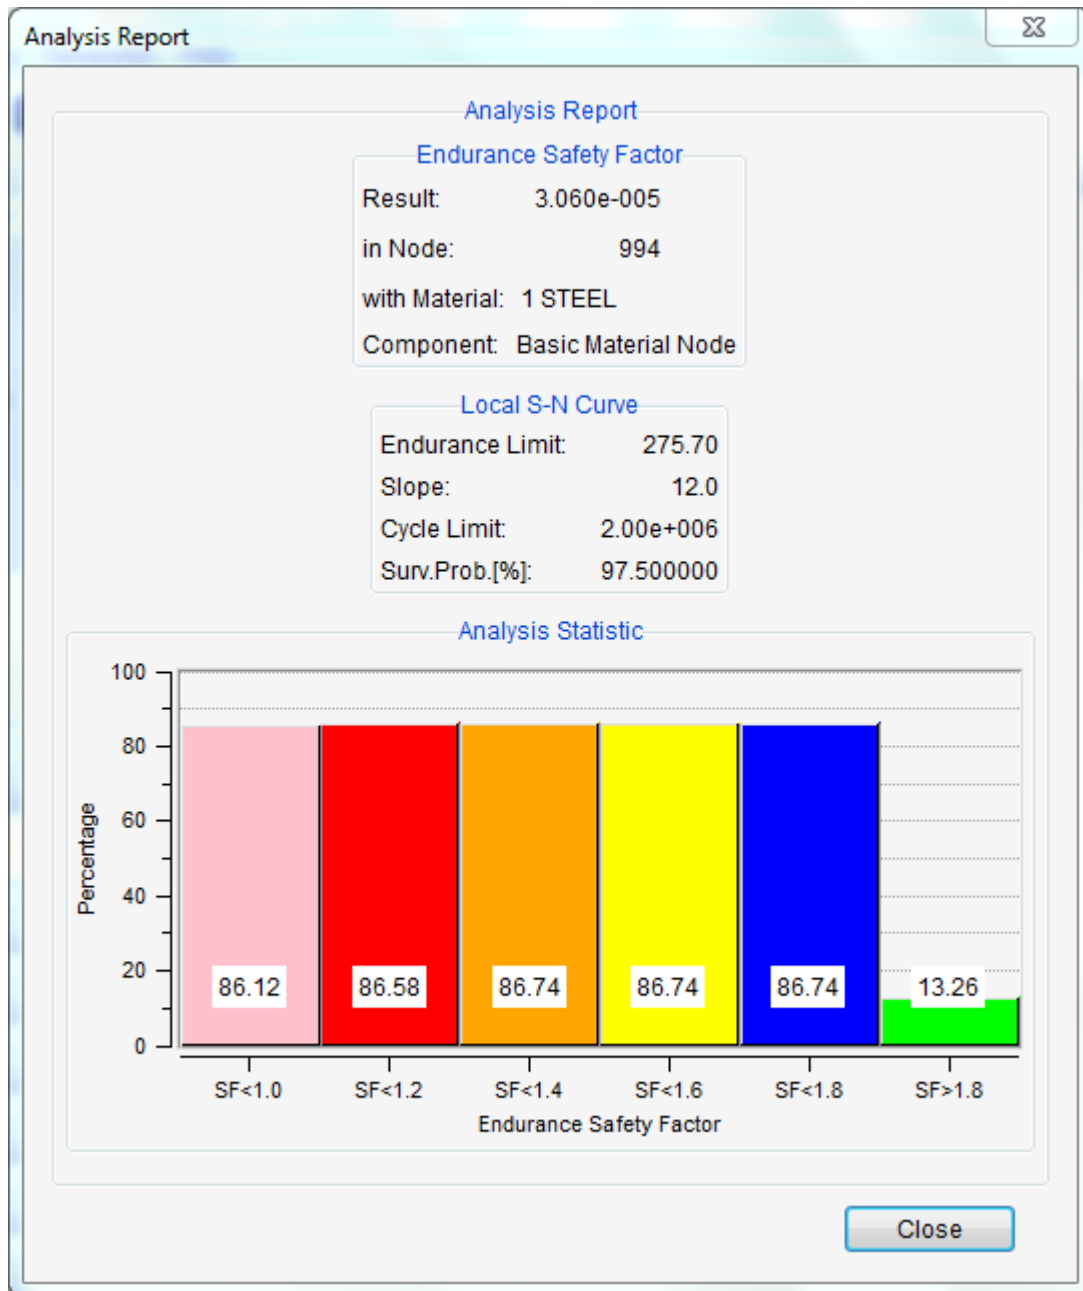 Analysis Report
Analysis Report
Endurance Safety Factor
Result: 3.060e-005
in Node: 994
with Material: 1 STEEL
Component: Basic Material Node
Local S-N Curve
Endurance Limit: 275.70
Slope: 12.0
Cycle Limit: 2.00e+006
Surv.Prob.[%]: 97.500000
Analysis Statistic
100
80
60
40
20
0
Percentage
86.12 86.58 86.74 86.74 86.74 13.26
SF<1.0 SF<1.2 SF<1.4 SF<1.6 SF<1.8 SF>1.8
Endurance Safety Factor
Close